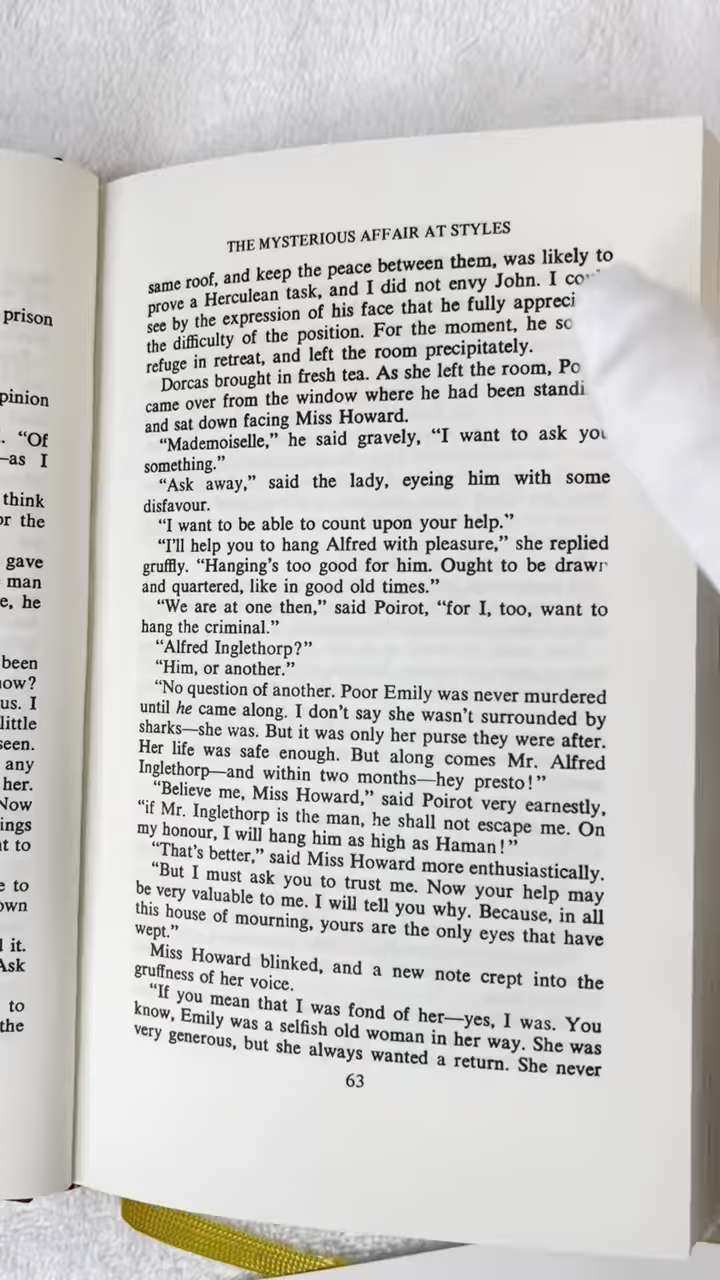 prison
pinion
. “Of
–as I
think
or the
gave
man
e, he
been
now?
us. I
little
seen.
any
her.
Now
ings
at to
e to
own
l it.
Ask
to
the
THE MYSTERIOUS AFFAIR AT STYLES
same roof, and keep the peace between them, was likely to
prove a Herculean task, and I did not envy John. I
see by the expression of his face that he fully
the difficulty of the position. For the moment, he
refuge in retreat, and left the room precipitately.
Dorcas brought in fresh tea. As she left the room,
came over from the window where he had been
and sat down facing Miss Howard.
“Mademoiselle,” he said gravely, “I want to ask you
something.”
“Ask away,” said the lady, eyeing him with some
disfavour.
“I want to be able to count upon your help.”
“I’ll help you to hang Alfred with pleasure,” she replied
gruffly. “Hanging’s too good for him. Ought to be drawn
and quartered, like in good old times.”
“We are at one then,” said Poirot, “for I, too, want to
hang the criminal.”
“Alfred Inglethorp?”
“Him, or another.”
“No question of another. Poor Emily was never murdered
until he came along. I don’t say she wasn’t surrounded by
sharks—she was. But it was only her purse they were after.
Her life was safe enough. But along comes Mr. Alfred
Inglethorp—and within two months—hey presto!”
“Believe me, Miss Howard,” said Poirot very earnestly,
“if Mr. Inglethorp is the man, he shall not escape me. On
my honour, I will hang him as high as Haman!”
“That’s better,” said Miss Howard more enthusiastically.
“But I must ask you to trust me. Now your help may
be very valuable to me. I will tell you why. Because, in all
this house of mourning, yours are the only eyes that have
wept.”
Miss Howard blinked, and a new note crept into the
gruffness of her voice.
“If you mean that I was fond of her—yes, I was. You
know, Emily was a selfish old woman in her way. She was
very generous, but she always wanted a return. She never
63